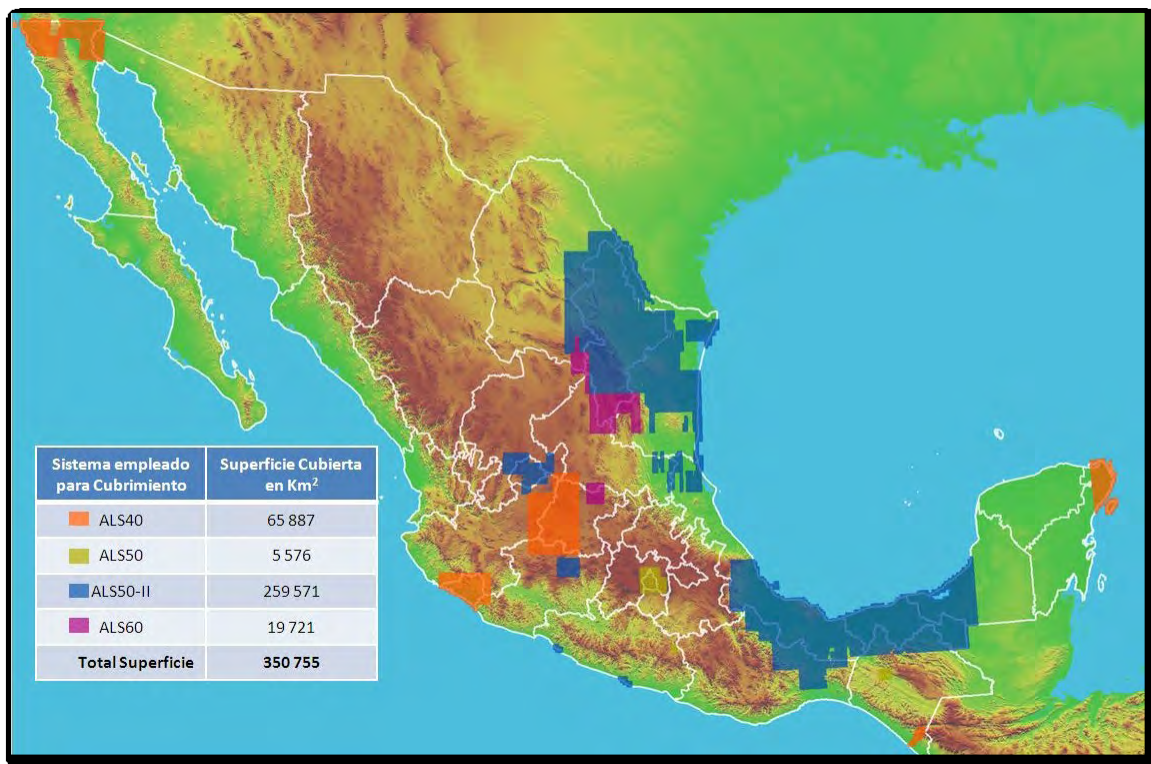 Sistema empleado
para Cubrimiento
Superficie Cubierta
en Km²
ALS40 65 887
ALS50 5 576
ALS50-II 259 571
ALS60 19 721
Total Superficie 350 755